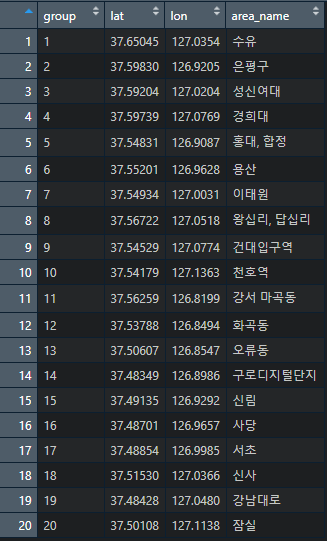 group lat lon area_name
1 1 37.65045 127.0354 수유
2 2 37.59830 126.9205 은평구
3 3 37.59204 127.0204 성신여대
4 4 37.59739 127.0769 경희대
5 5 37.54831 126.9087 홍대, 합정
6 6 37.55201 126.9628 용산
7 7 37.54934 127.0031 이태원
8 8 37.56722 127.0518 왕십리, 답십리
9 9 37.54529 127.0774 건대입구역
10 10 37.54179 127.1363 천호역
11 11 37.56259 126.8199 강서 마곡동
12 12 37.53788 126.8494 화곡동
13 13 37.50607 126.8547 오류동
14 14 37.48349 126.8986 구로디지털단지
15 15 37.49135 126.9292 신림
16 16 37.48701 126.9657 사당
17 17 37.48854 126.9985 서초
18 18 37.51530 127.0366 신사
19 19 37.48428 127.0480 강남대로
20 20 37.50108 127.1138 잠실